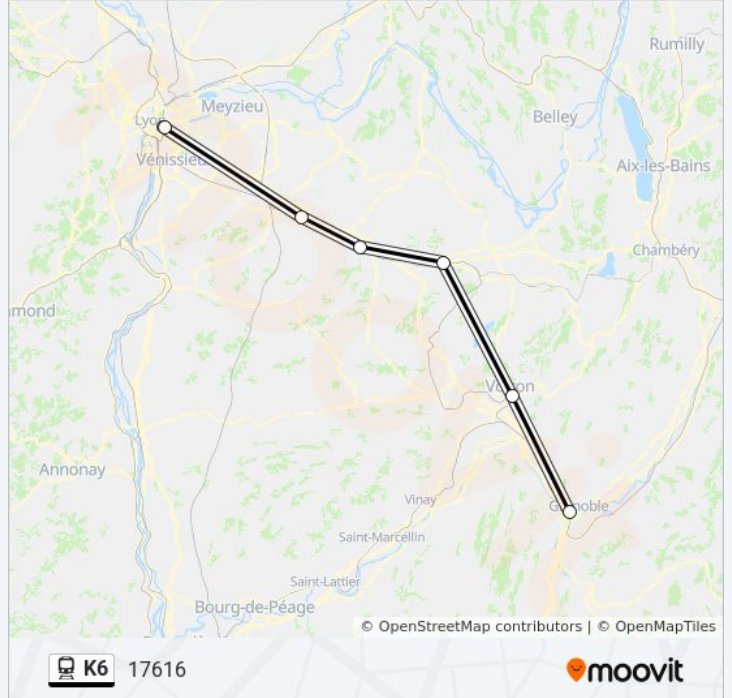 Rumilly
Meyzieu
Lyon
Belley
Vénissieux
Aix-les-Bains
Chambéry
mond
Voiron
Annonay
Vinay
Grenoble
Saint-Marcellin
Saint-Lattier
Bourg-de-Péage
© OpenStreetMap contributors | © OpenMapTiles
K6 17616
moovit